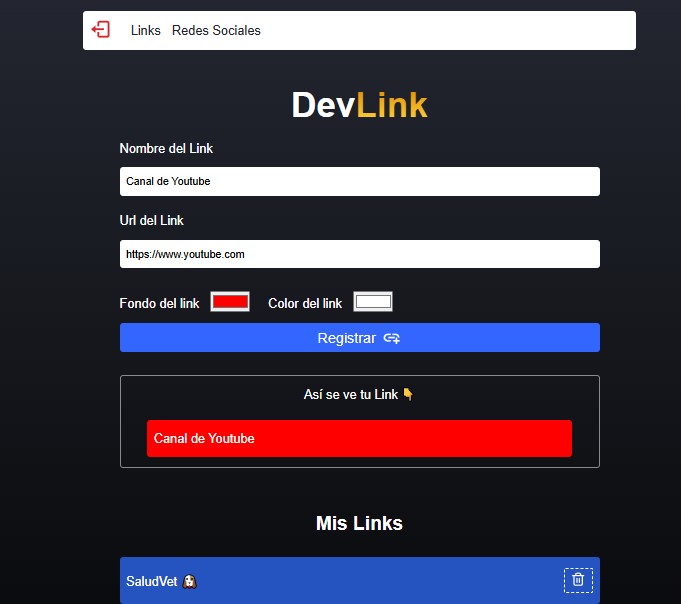 Links Redes Sociales
DevLink
Nombre del Link
Canal de Youtube
Url del Link
https://www.youtube.com
Fondo del link Color del link
Registrar
Así se ve tu Link 👇
Canal de Youtube
Mis Links
SaludVet